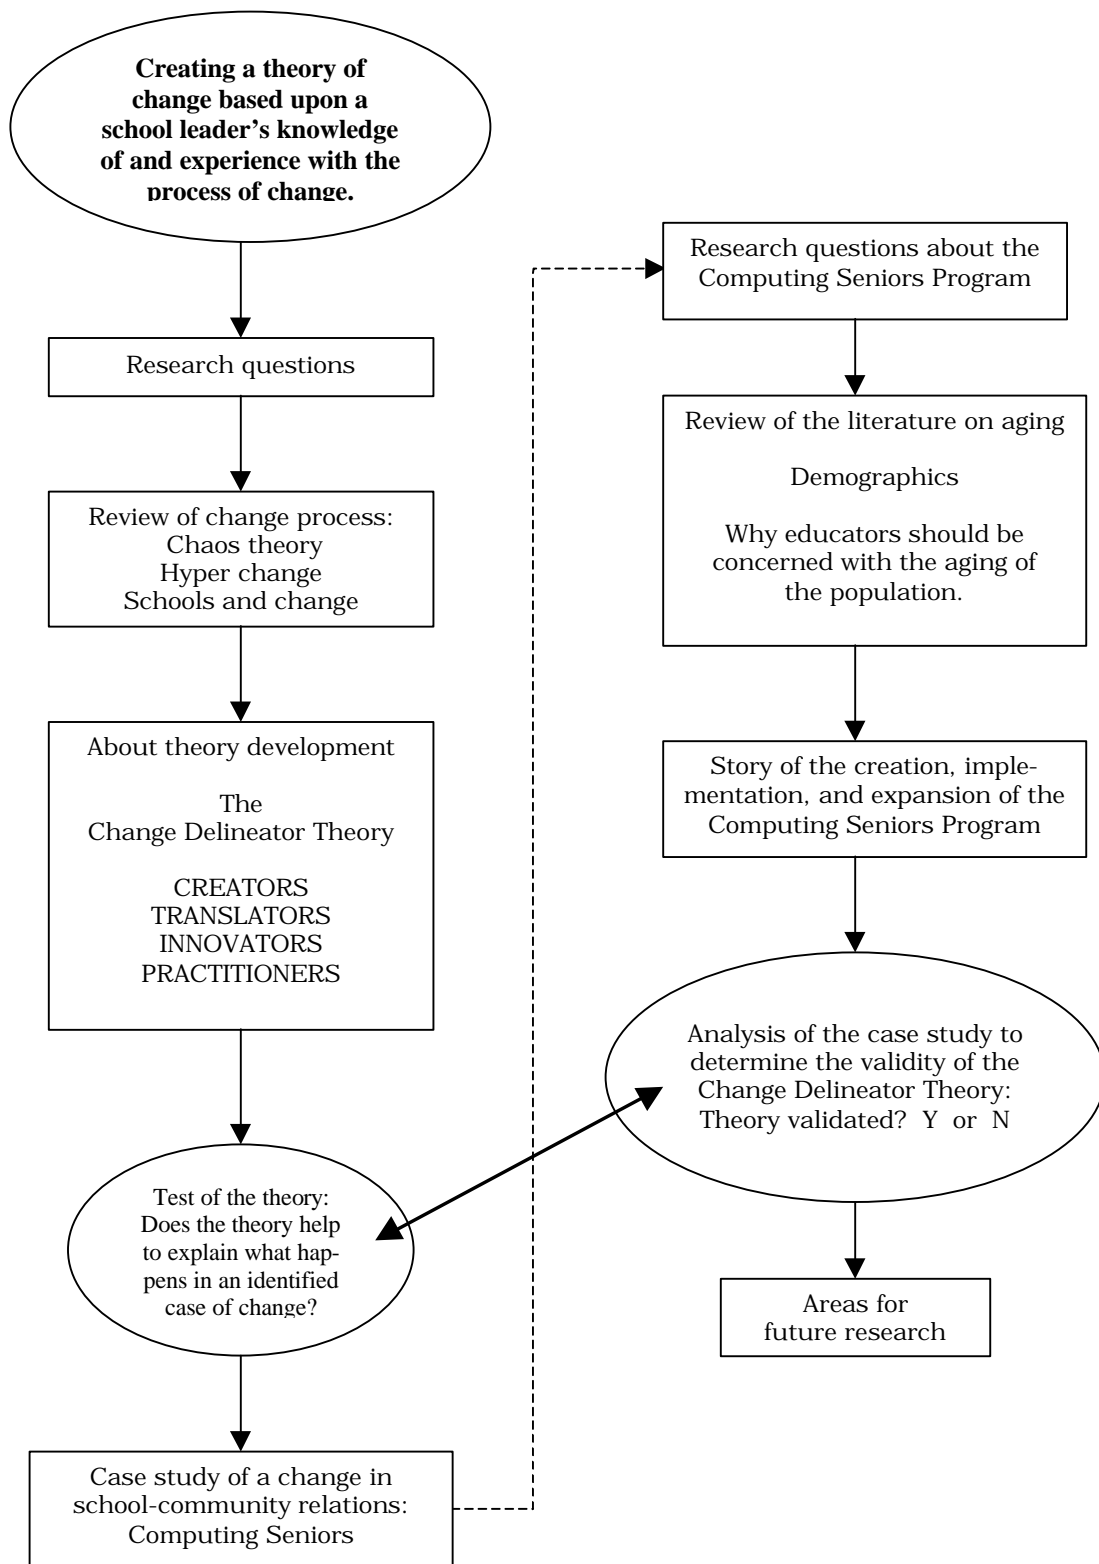 Creating a theory of
change based upon a
school leader’s knowledge
of and experience with the
process of change.
Research questions
Review of change process:
Chaos theory
Hyper change
Schools and change
About theory development
The
Change Delineator Theory
CREATORS
TRANSLATORS
INNOVATORS
PRACTITIONERS
Test of the theory:
Does the theory help
to explain what hap-
pens in an identified
case of change?
Case study of a change in
school-community relations:
Computing Seniors
Research questions about the
Computing Seniors Program
Review of the literature on aging
Demographics
Why educators should be
concerned with the aging of
the population.
Story of the creation, imple-
mentation, and expansion of the
Computing Seniors Program
Analysis of the case study to
determine the validity of the
Change Delineator Theory:
Theory validated? Y or N
Areas for
future research